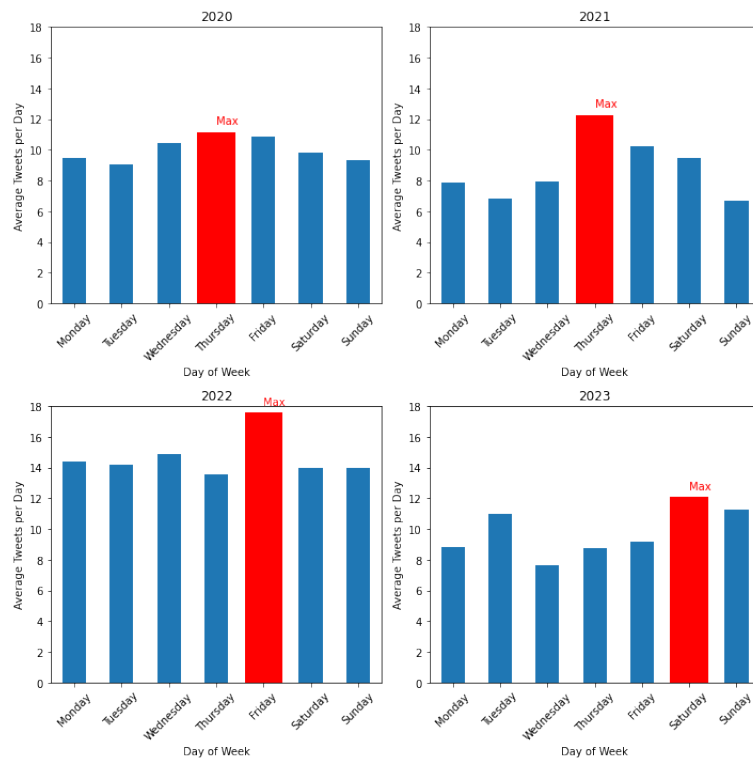 2020
18
16
14
12
10
8
6
4
2
0
Average Tweets per Day
Max
Monday
Tuesday
Wednesday
Thursday
Friday
Saturday
Sunday
Day of Week
2021
18
16
14
12
10
8
6
4
2
0
Average Tweets per Day
Max
Monday
Tuesday
Wednesday
Thursday
Friday
Saturday
Sunday
Day of Week
2022
18
16
14
12
10
8
6
4
2
0
Average Tweets per Day
Max
Monday
Tuesday
Wednesday
Thursday
Friday
Saturday
Sunday
Day of Week
2023
18
16
14
12
10
8
6
4
2
0
Average Tweets per Day
Max
Monday
Tuesday
Wednesday
Thursday
Friday
Saturday
Sunday
Day of Week